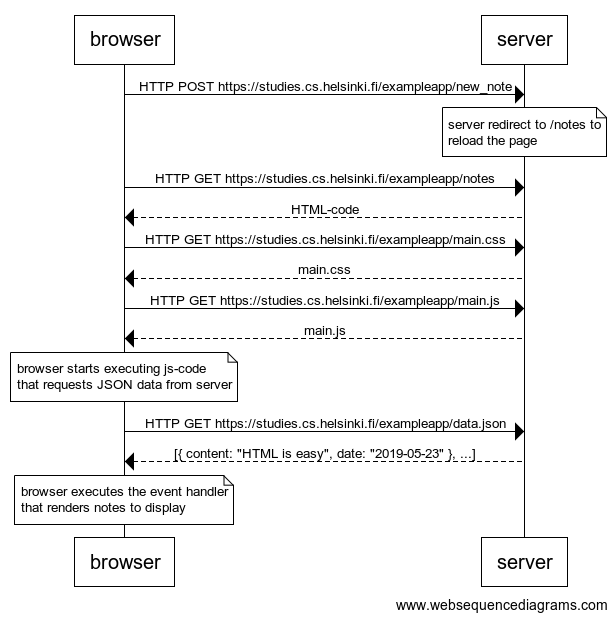 browser
server
HTTP POST https://studies.cs.helsinki.fi/exampleapp/new_note
server redirect to /notes to
reload the page
HTTP GET https://studies.cs.helsinki.fi/exampleapp/notes
HTML-code
HTTP GET https://studies.cs.helsinki.fi/exampleapp/main.css
main.css
HTTP GET https://studies.cs.helsinki.fi/exampleapp/main.js
main.js
browser starts executing js-code
that requests JSON data from server
HTTP GET https://studies.cs.helsinki.fi/exampleapp/data.json
[{ content: "HTML is easy", date: "2019-05-23" }, ...]
browser executes the event handler
that renders notes to display
browser
server
www.websequencediagrams.com